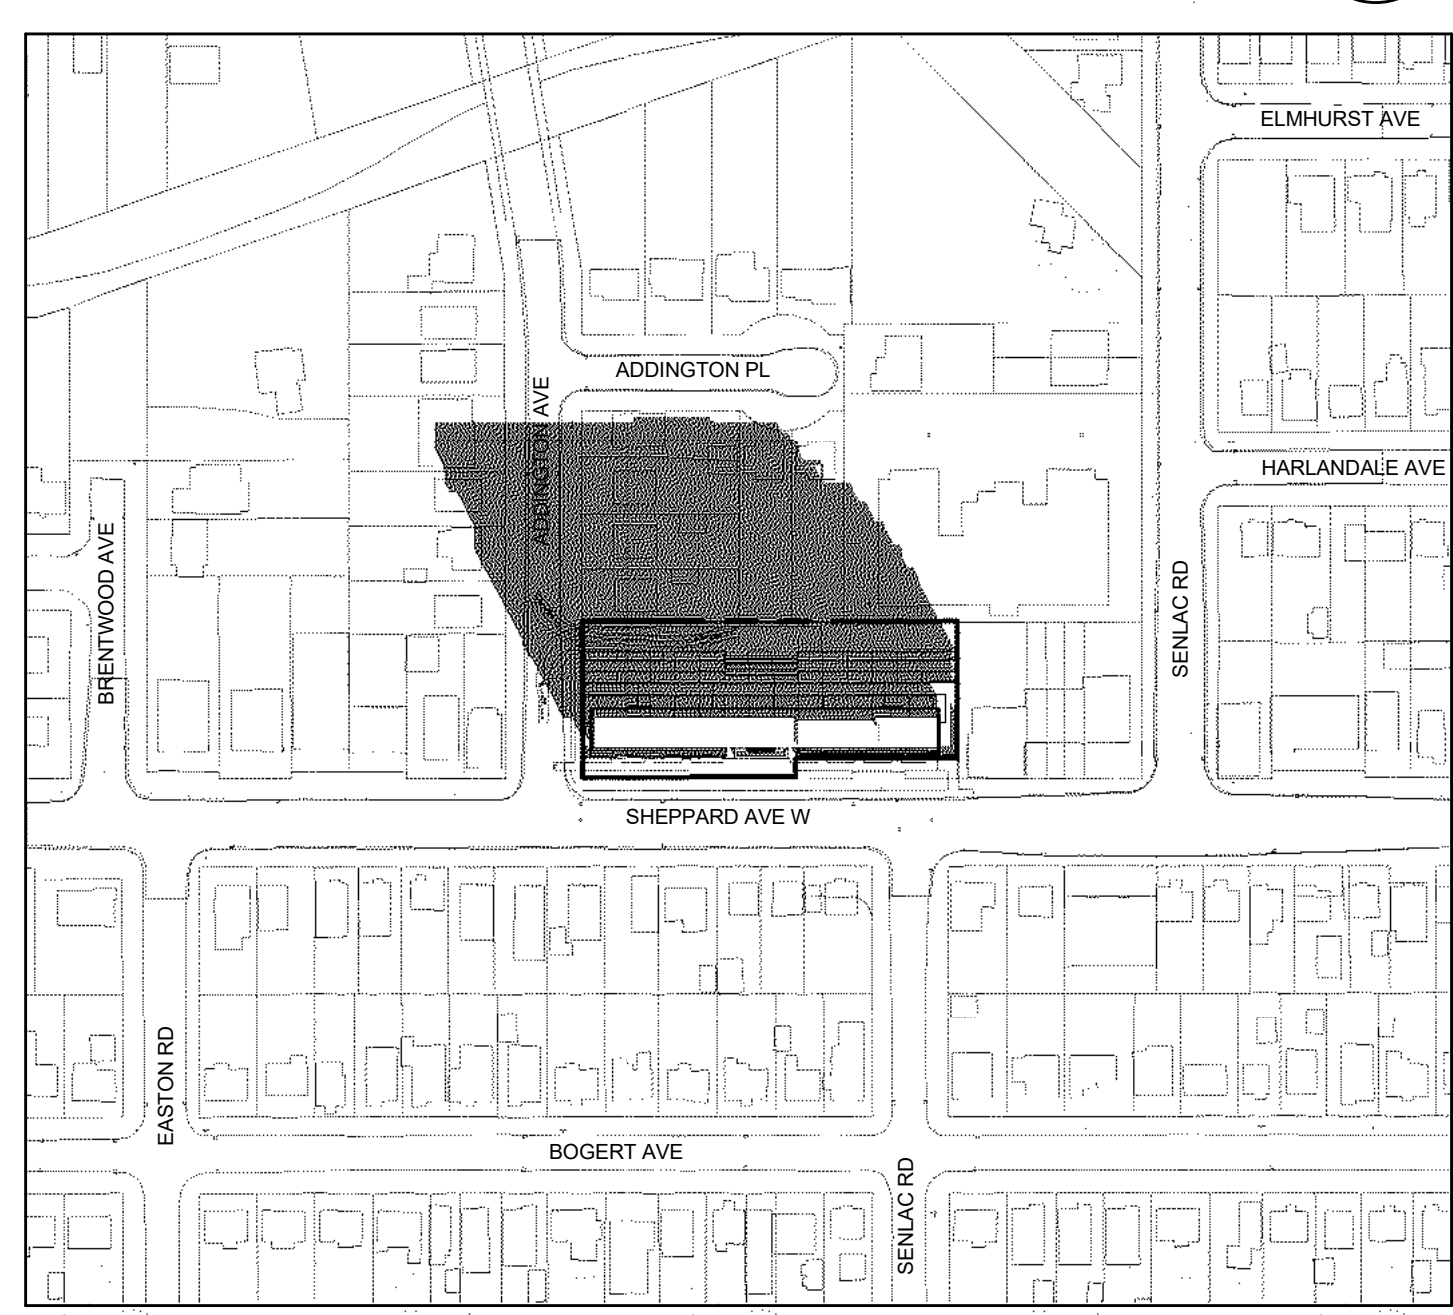 ELMHURST AVE
ADDINGTON PL
ADDINGTON AVE
HARLANDALE AVE
BRENTWOOD AVE
SENLAC RD
SHEPPARD AVE W
EASTON RD
BOGERT AVE
SENLAC RD